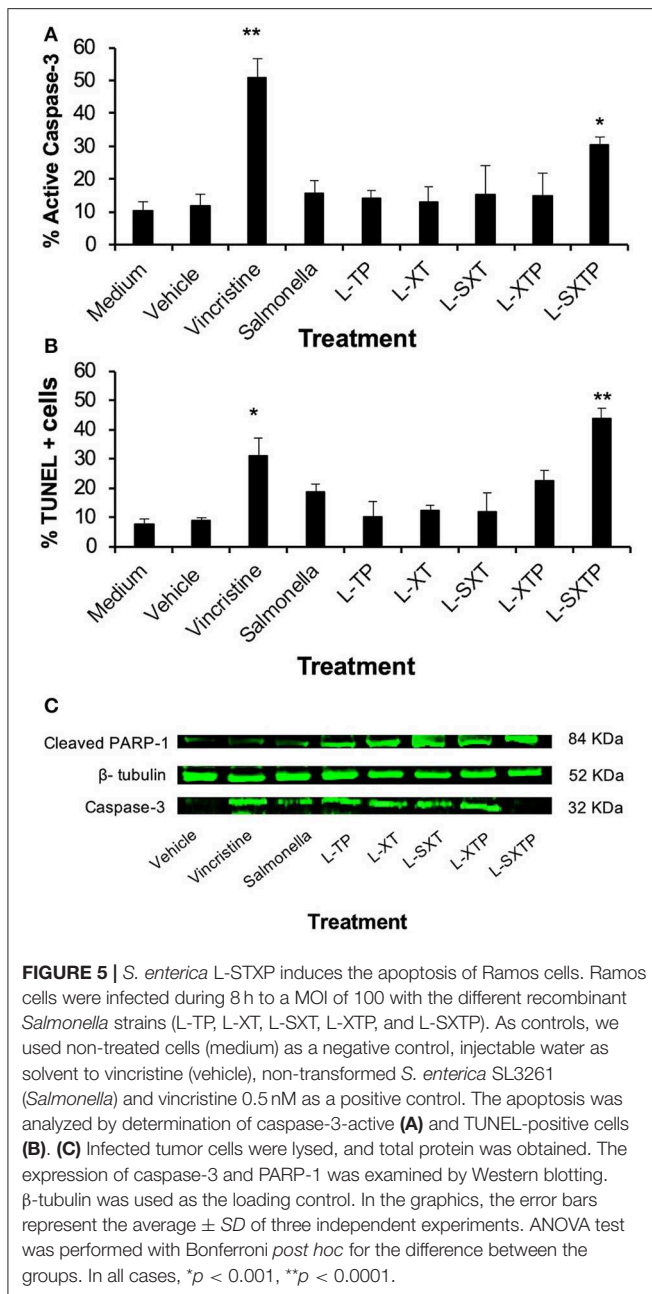 A
**
*
60
50
40
30
20
10
0
% Active Caspase-3
Medium
Vehicle
Vincristine
Salmonella
L-TP
L-XT
L-SXT
L-XTP
L-SXTP
Treatment
B
*
**
60
50
40
30
20
10
0
% TUNEL + cells
Medium
Vehicle
Vincristine
Salmonella
L-TP
L-XT
L-SXT
L-XTP
L-SXTP
Treatment
C
Cleaved PARP-1
84 KDa
β- tubulin
52 KDa
Caspase-3
32 KDa
Vehicle
Vincristine
Salmonella
L-TP
L-XT
L-SXT
L-XTP
L-SXTP
Treatment
FIGURE 5 | S. enterica L-STXP induces the apoptosis of Ramos cells. Ramos
cells were infected during 8 h to a MOI of 100 with the different recombinant
Salmonella strains (L-TP, L-XT, L-SXT, L-XTP, and L-SXTP). As controls, we
used non-treated cells (medium) as a negative control, injectable water as
solvent to vincristine (vehicle), non-transformed S. enterica SL3261
(Salmonella) and vincristine 0.5 nM as a positive control. The apoptosis was
analyzed by determination of caspase-3-active (A) and TUNEL-positive cells
(B). (C) Infected tumor cells were lysed, and total protein was obtained. The
expression of caspase-3 and PARP-1 was examined by Western blotting.
β-tubulin was used as the loading control. In the graphics, the error bars
represent the average ± SD of three independent experiments. ANOVA test
was performed with Bonferroni post hoc for the difference between the
groups. In all cases, *p < 0.001, **p < 0.0001.